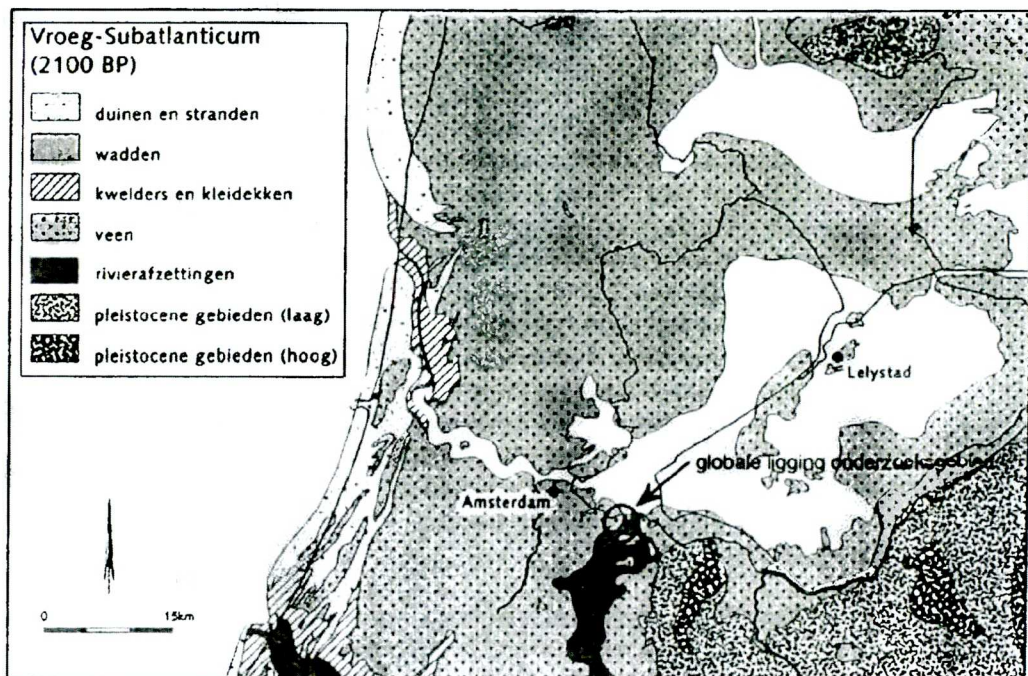 Vroeg-Subatlanticum
(2100 BP)
duinen en stranden
wadden
kwelders en kleidekken
veen
rivierafzettingen
pleistocene gebieden (laag)
pleistocene gebieden (hoog)
Lelystad
globale ligging onderzoeksgebied
Amsterdam
0 15km